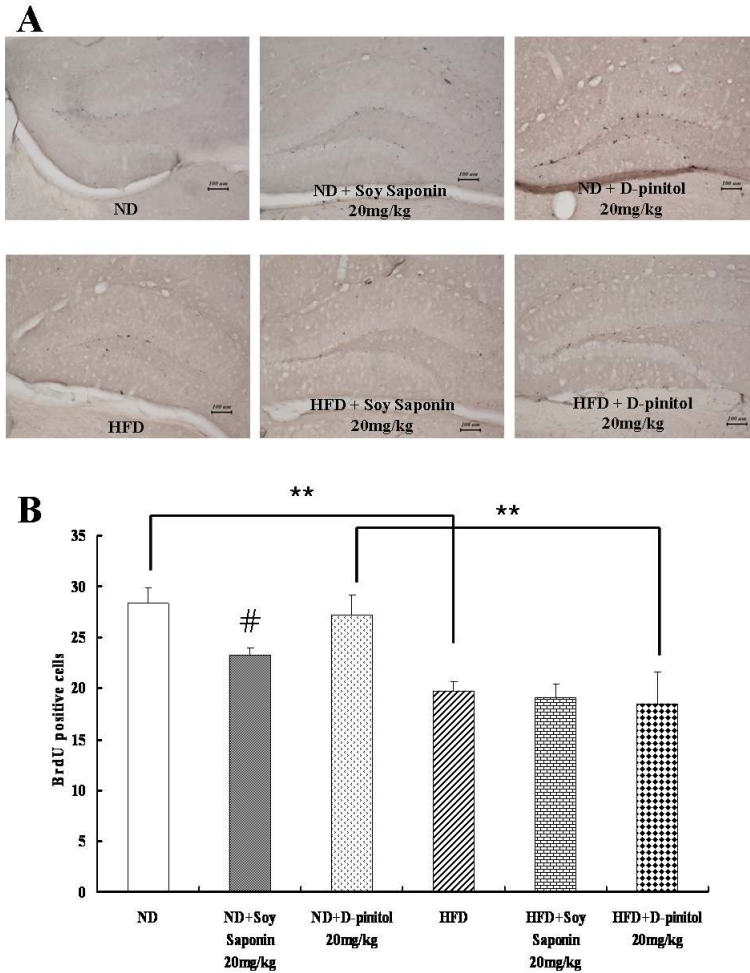 A
100 um
ND
100 um
ND + Soy Saponin
20mg/kg
100 um
ND + D-pinitol
20mg/kg
100 um
HFD
100 um
HFD + Soy Saponin
20mg/kg
100 um
HFD + D-pinitol
20mg/kg
B
**
**
#
BrdU positive cells
35
30
25
20
15
10
5
0
ND
ND+Soy
Saponin
20mg/kg
ND+D-pinitol
20mg/kg
HFD
HFD+Soy
Saponin
20mg/kg
HFD+D-pinitol
20mg/kg